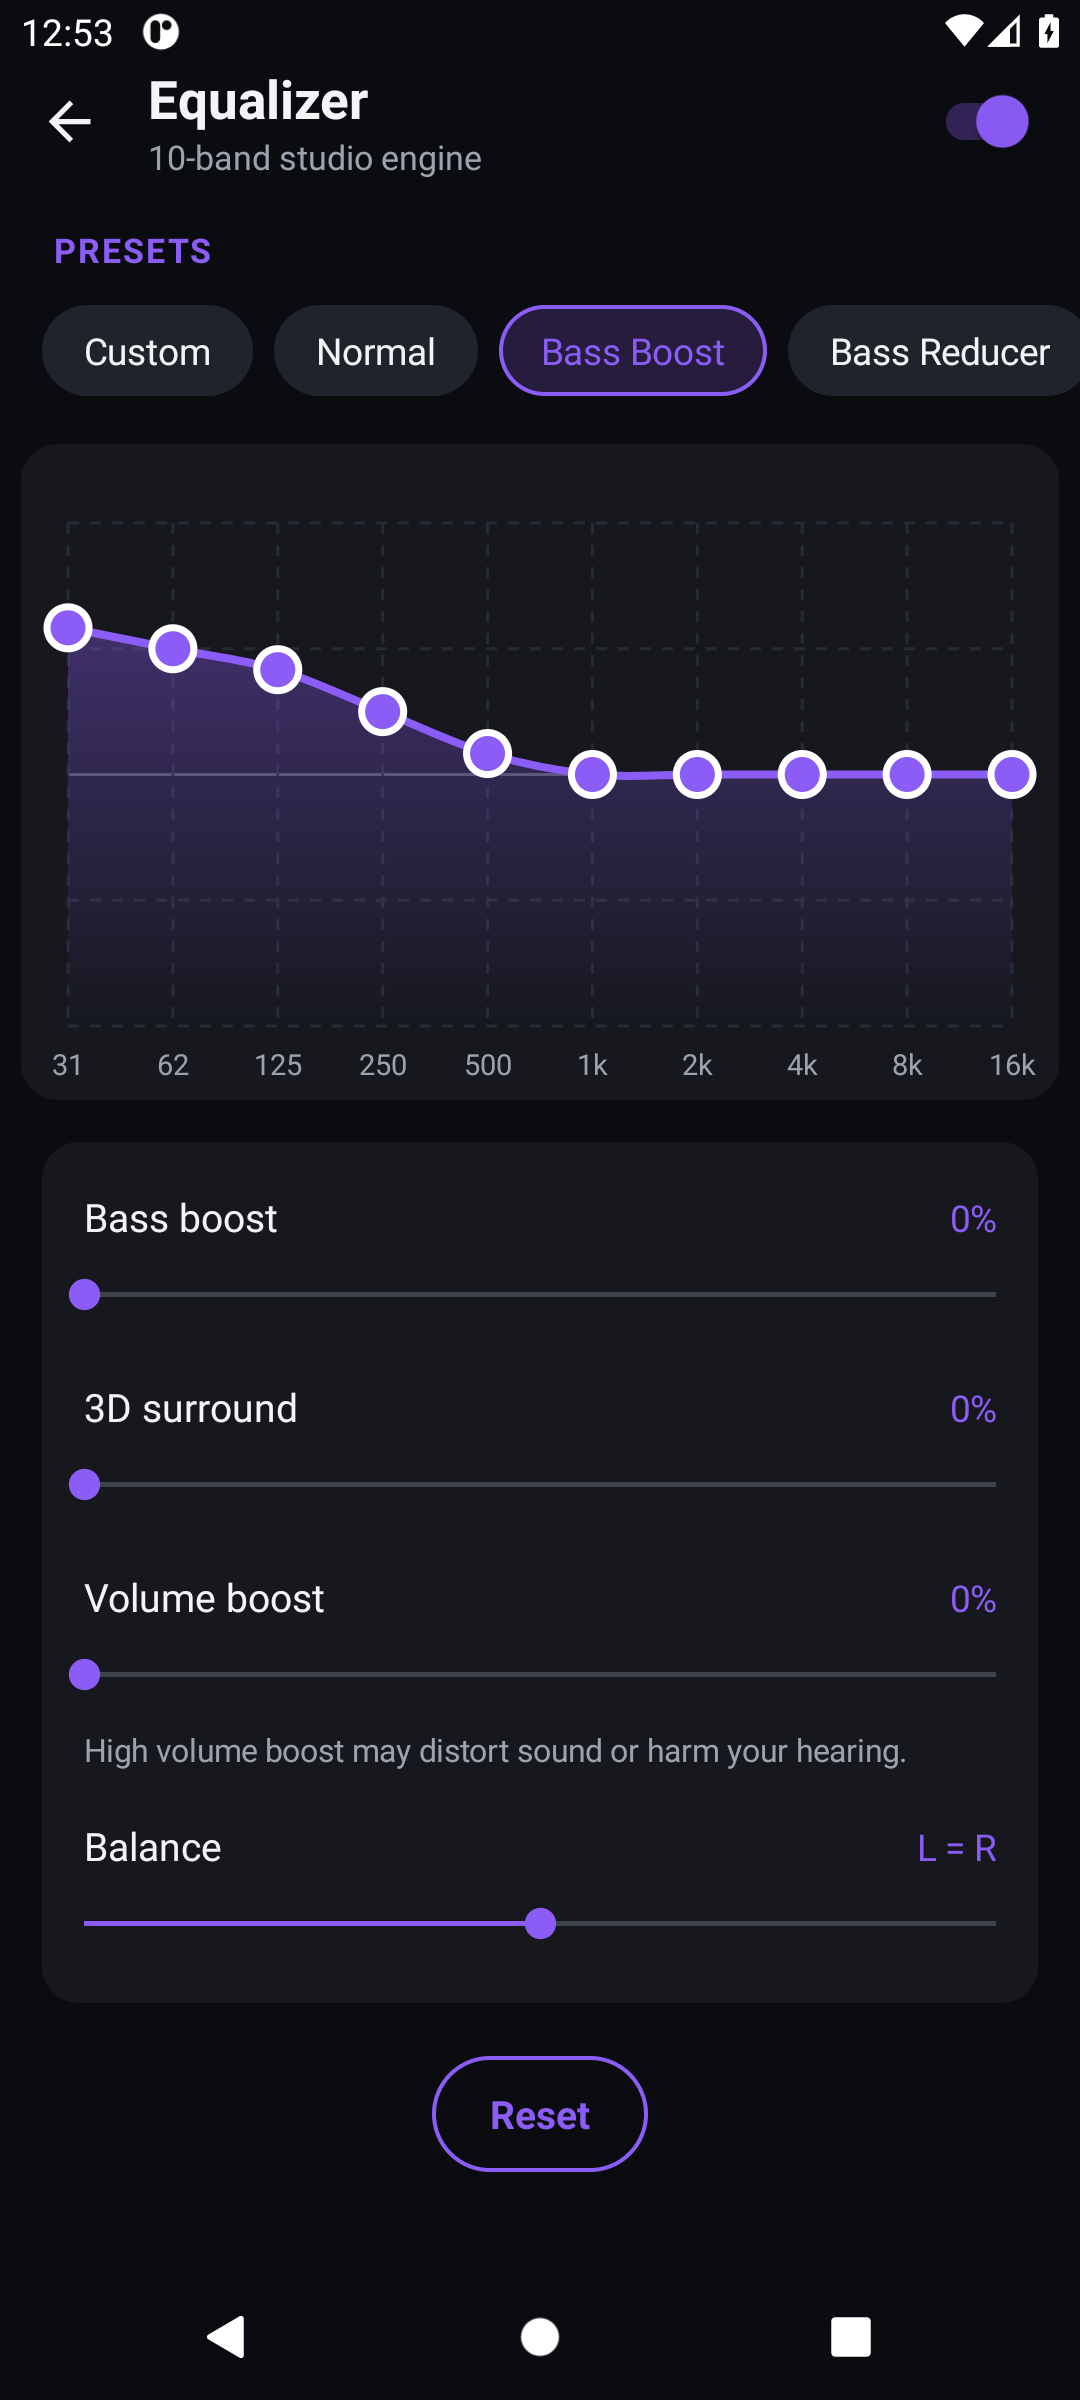 12:53
Equalizer
10-band studio engine
PRESETS
Custom Normal Bass Boost Bass Reducer
31 62 125 250 500 1k 2k 4k 8k 16k
Bass boost 0%
3D surround 0%
Volume boost 0%
High volume boost may distort sound or harm your hearing.
Balance L = R
Reset